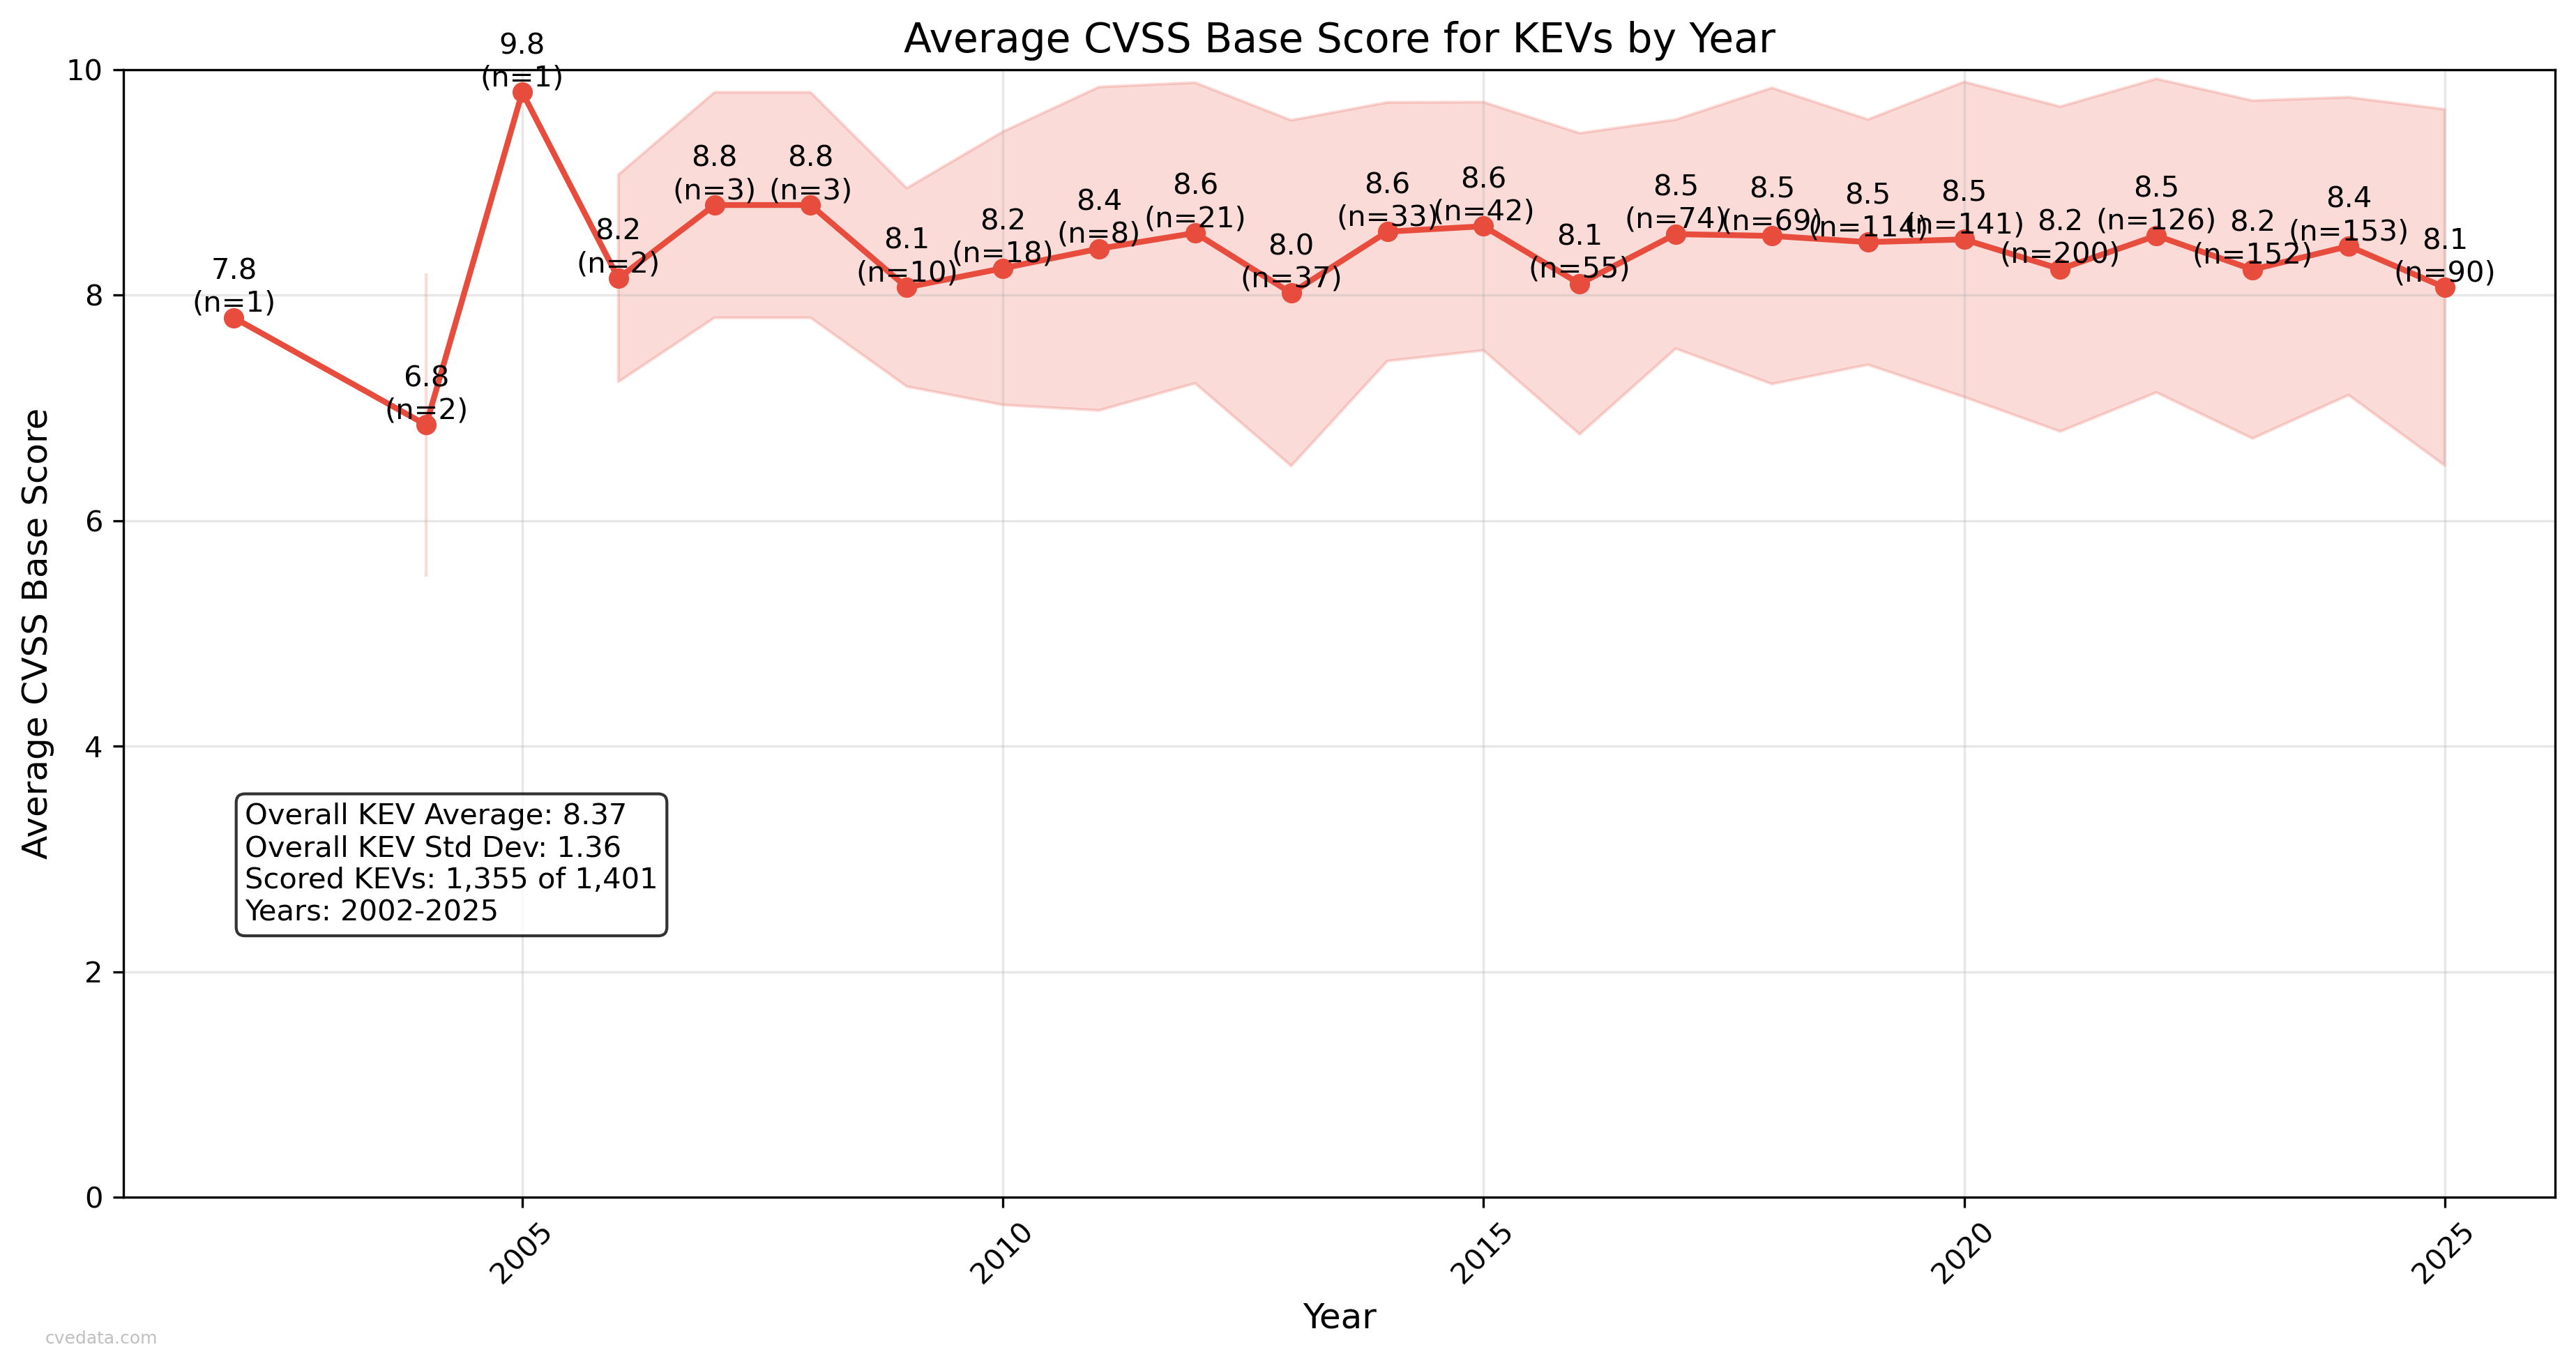 Average CVSS Base Score for KEVs by Year
Average CVSS Base Score
10
8
6
4
2
0
7.8
(n=1)
6.8
(n=2)
9.8
(n=1)
8.2
(n=2)
8.8
(n=3)
8.8
(n=3)
8.1
(n=10)
8.2
(n=18)
8.4
(n=8)
8.6
(n=21)
8.0
(n=37)
8.6
(n=33)
8.6
(n=42)
8.1
(n=55)
8.5
(n=74)
8.5
(n=69)
8.5
(n=114)
8.5
(n=141)
8.2
(n=200)
8.5
(n=126)
8.2
(n=152)
8.4
(n=153)
8.1
(n=90)
Overall KEV Average: 8.37
Overall KEV Std Dev: 1.36
Scored KEVs: 1,355 of 1,401
Years: 2002-2025
2005
2010
2015
2020
2025
Year
cvedata.com